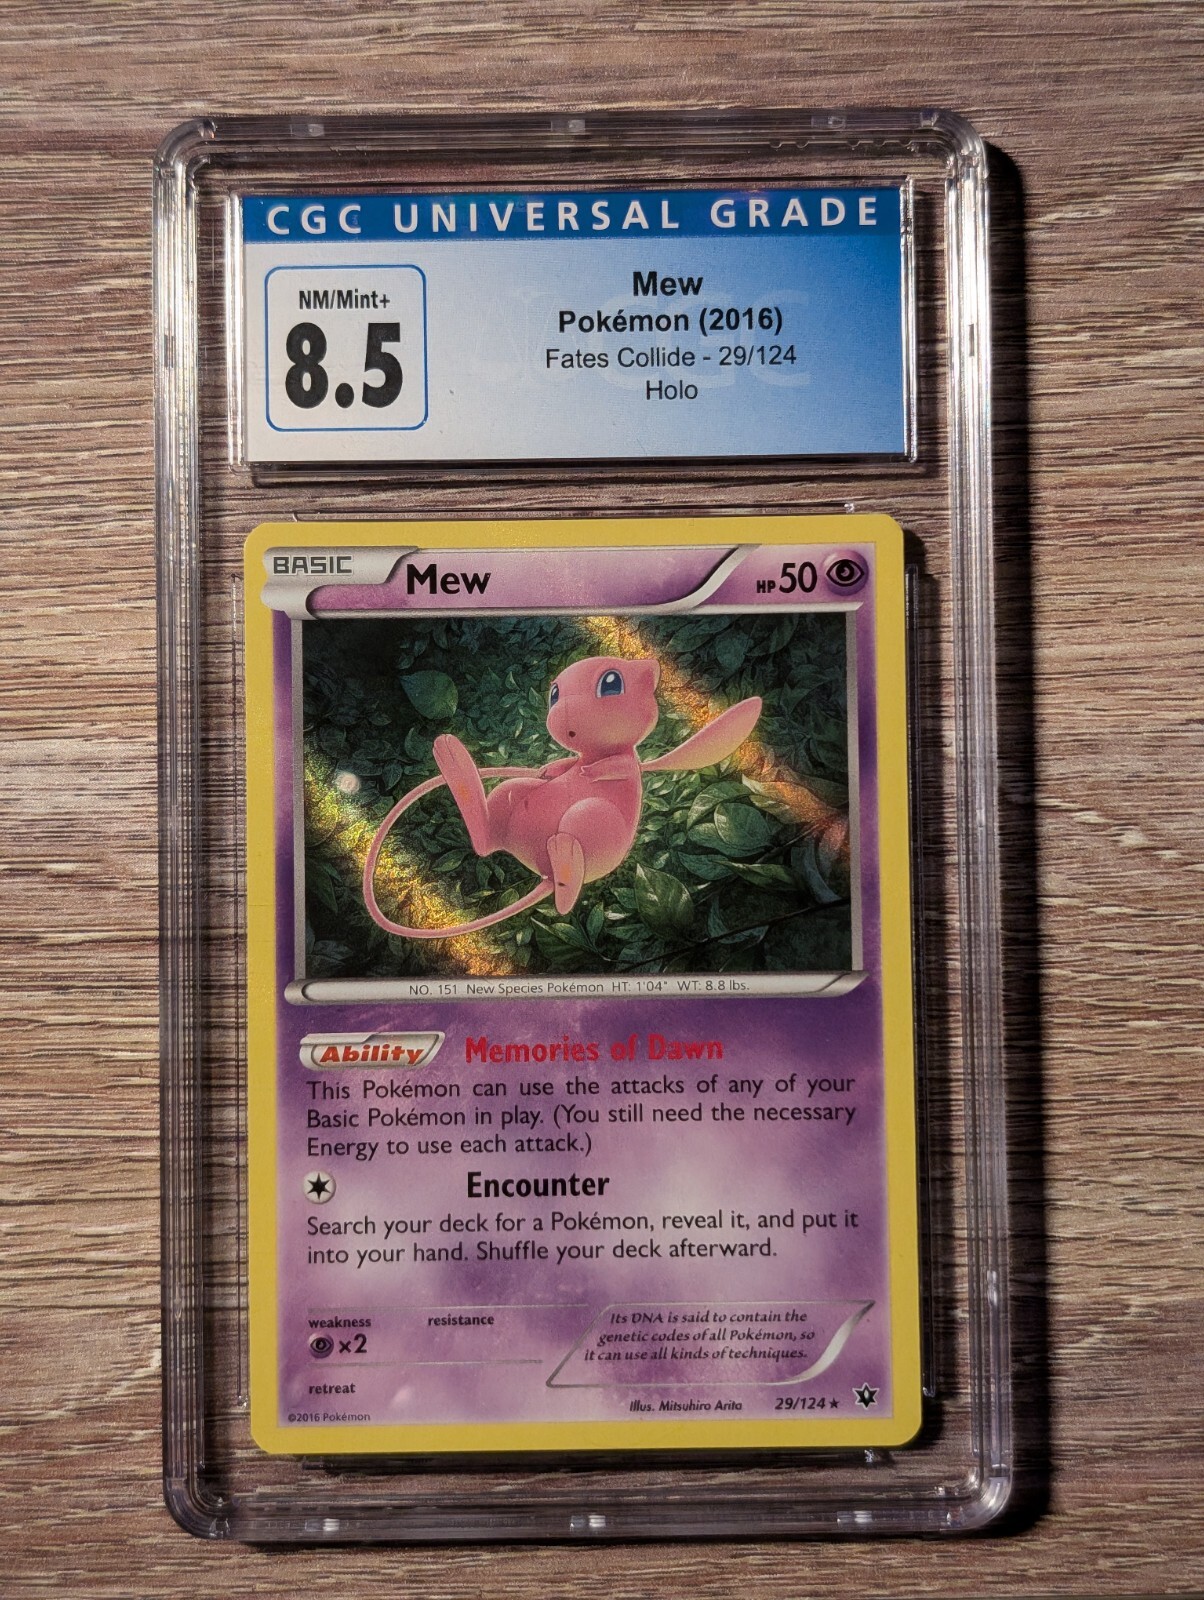 CGC UNIVERSAL GRADE
NM/Mint+
8.5
Mew
Pokémon (2016)
Fates Collide - 29/124
Holo
BASIC
Mew
HP50
NO. 151 New Species Pokémon HT: 1'04" WT: 8.8 lbs.
Ability Memories of Dawn
This Pokémon can use the attacks of any of your
Basic Pokémon in play. (You still need the necessary
Energy to use each attack.)
Encounter
Search your deck for a Pokémon, reveal it, and put it
into your hand. Shuffle your deck afterward.
weakness
×2
resistance
retreat
Its DNA is said to contain the
genetic codes of all Pokémon, so
it can use all kinds of techniques.
Illus. Mitsuhiro Arita
29/124 ★
©2016 Pokémon